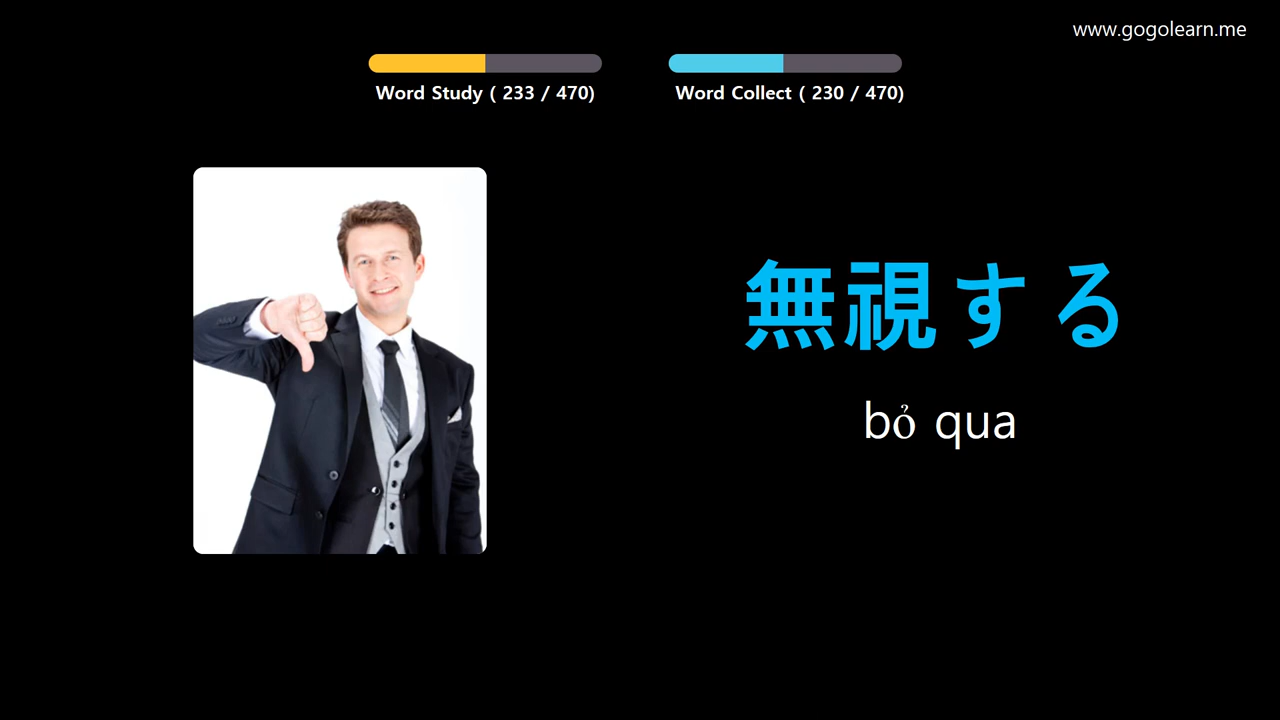 www.gogolearn.me
Word Study ( 233 / 470)
Word Collect ( 230 / 470)
無視する
bỏ qua